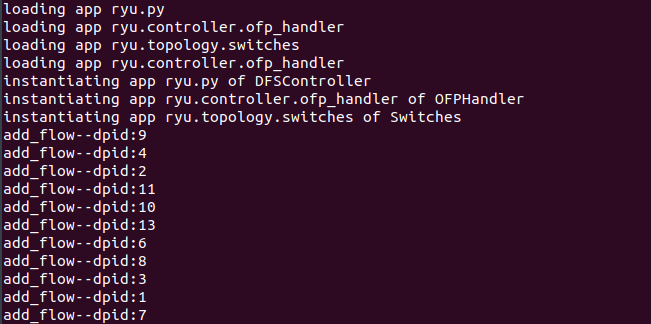 loading app ryu.py
loading app ryu.controller.ofp_handler
loading app ryu.topology.switches
loading app ryu.controller.ofp_handler
instantiating app ryu.py of DFSController
instantiating app ryu.controller.ofp_handler of OFPHandler
instantiating app ryu.topology.switches of Switches
add_flow--dpid:9
add_flow--dpid:4
add_flow--dpid:2
add_flow--dpid:11
add_flow--dpid:10
add_flow--dpid:13
add_flow--dpid:6
add_flow--dpid:8
add_flow--dpid:3
add_flow--dpid:1
add_flow--dpid:7